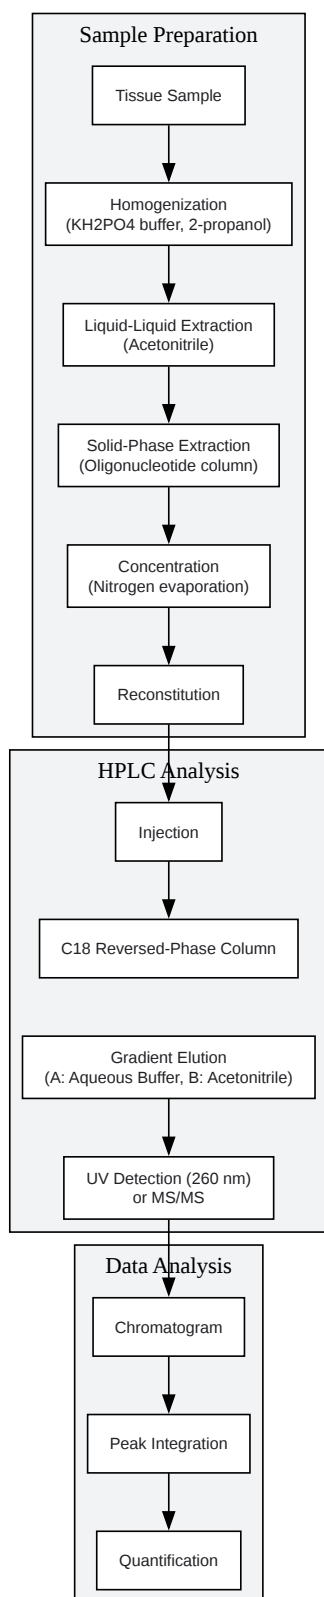 Sample Preparation
Tissue Sample
Homogenization
(KH2PO4 buffer, 2-propanol)
Liquid-Liquid Extraction
(Acetonitrile)
Solid-Phase Extraction
(Oligonucleotide column)
Concentration
(Nitrogen evaporation)
Reconstitution
HPLC Analysis
Injection
C18 Reversed-Phase Column
Gradient Elution
(A: Aqueous Buffer, B: Acetonitrile)
UV Detection (260 nm)
or MS/MS
Data Analysis
Chromatogram
Peak Integration
Quantification